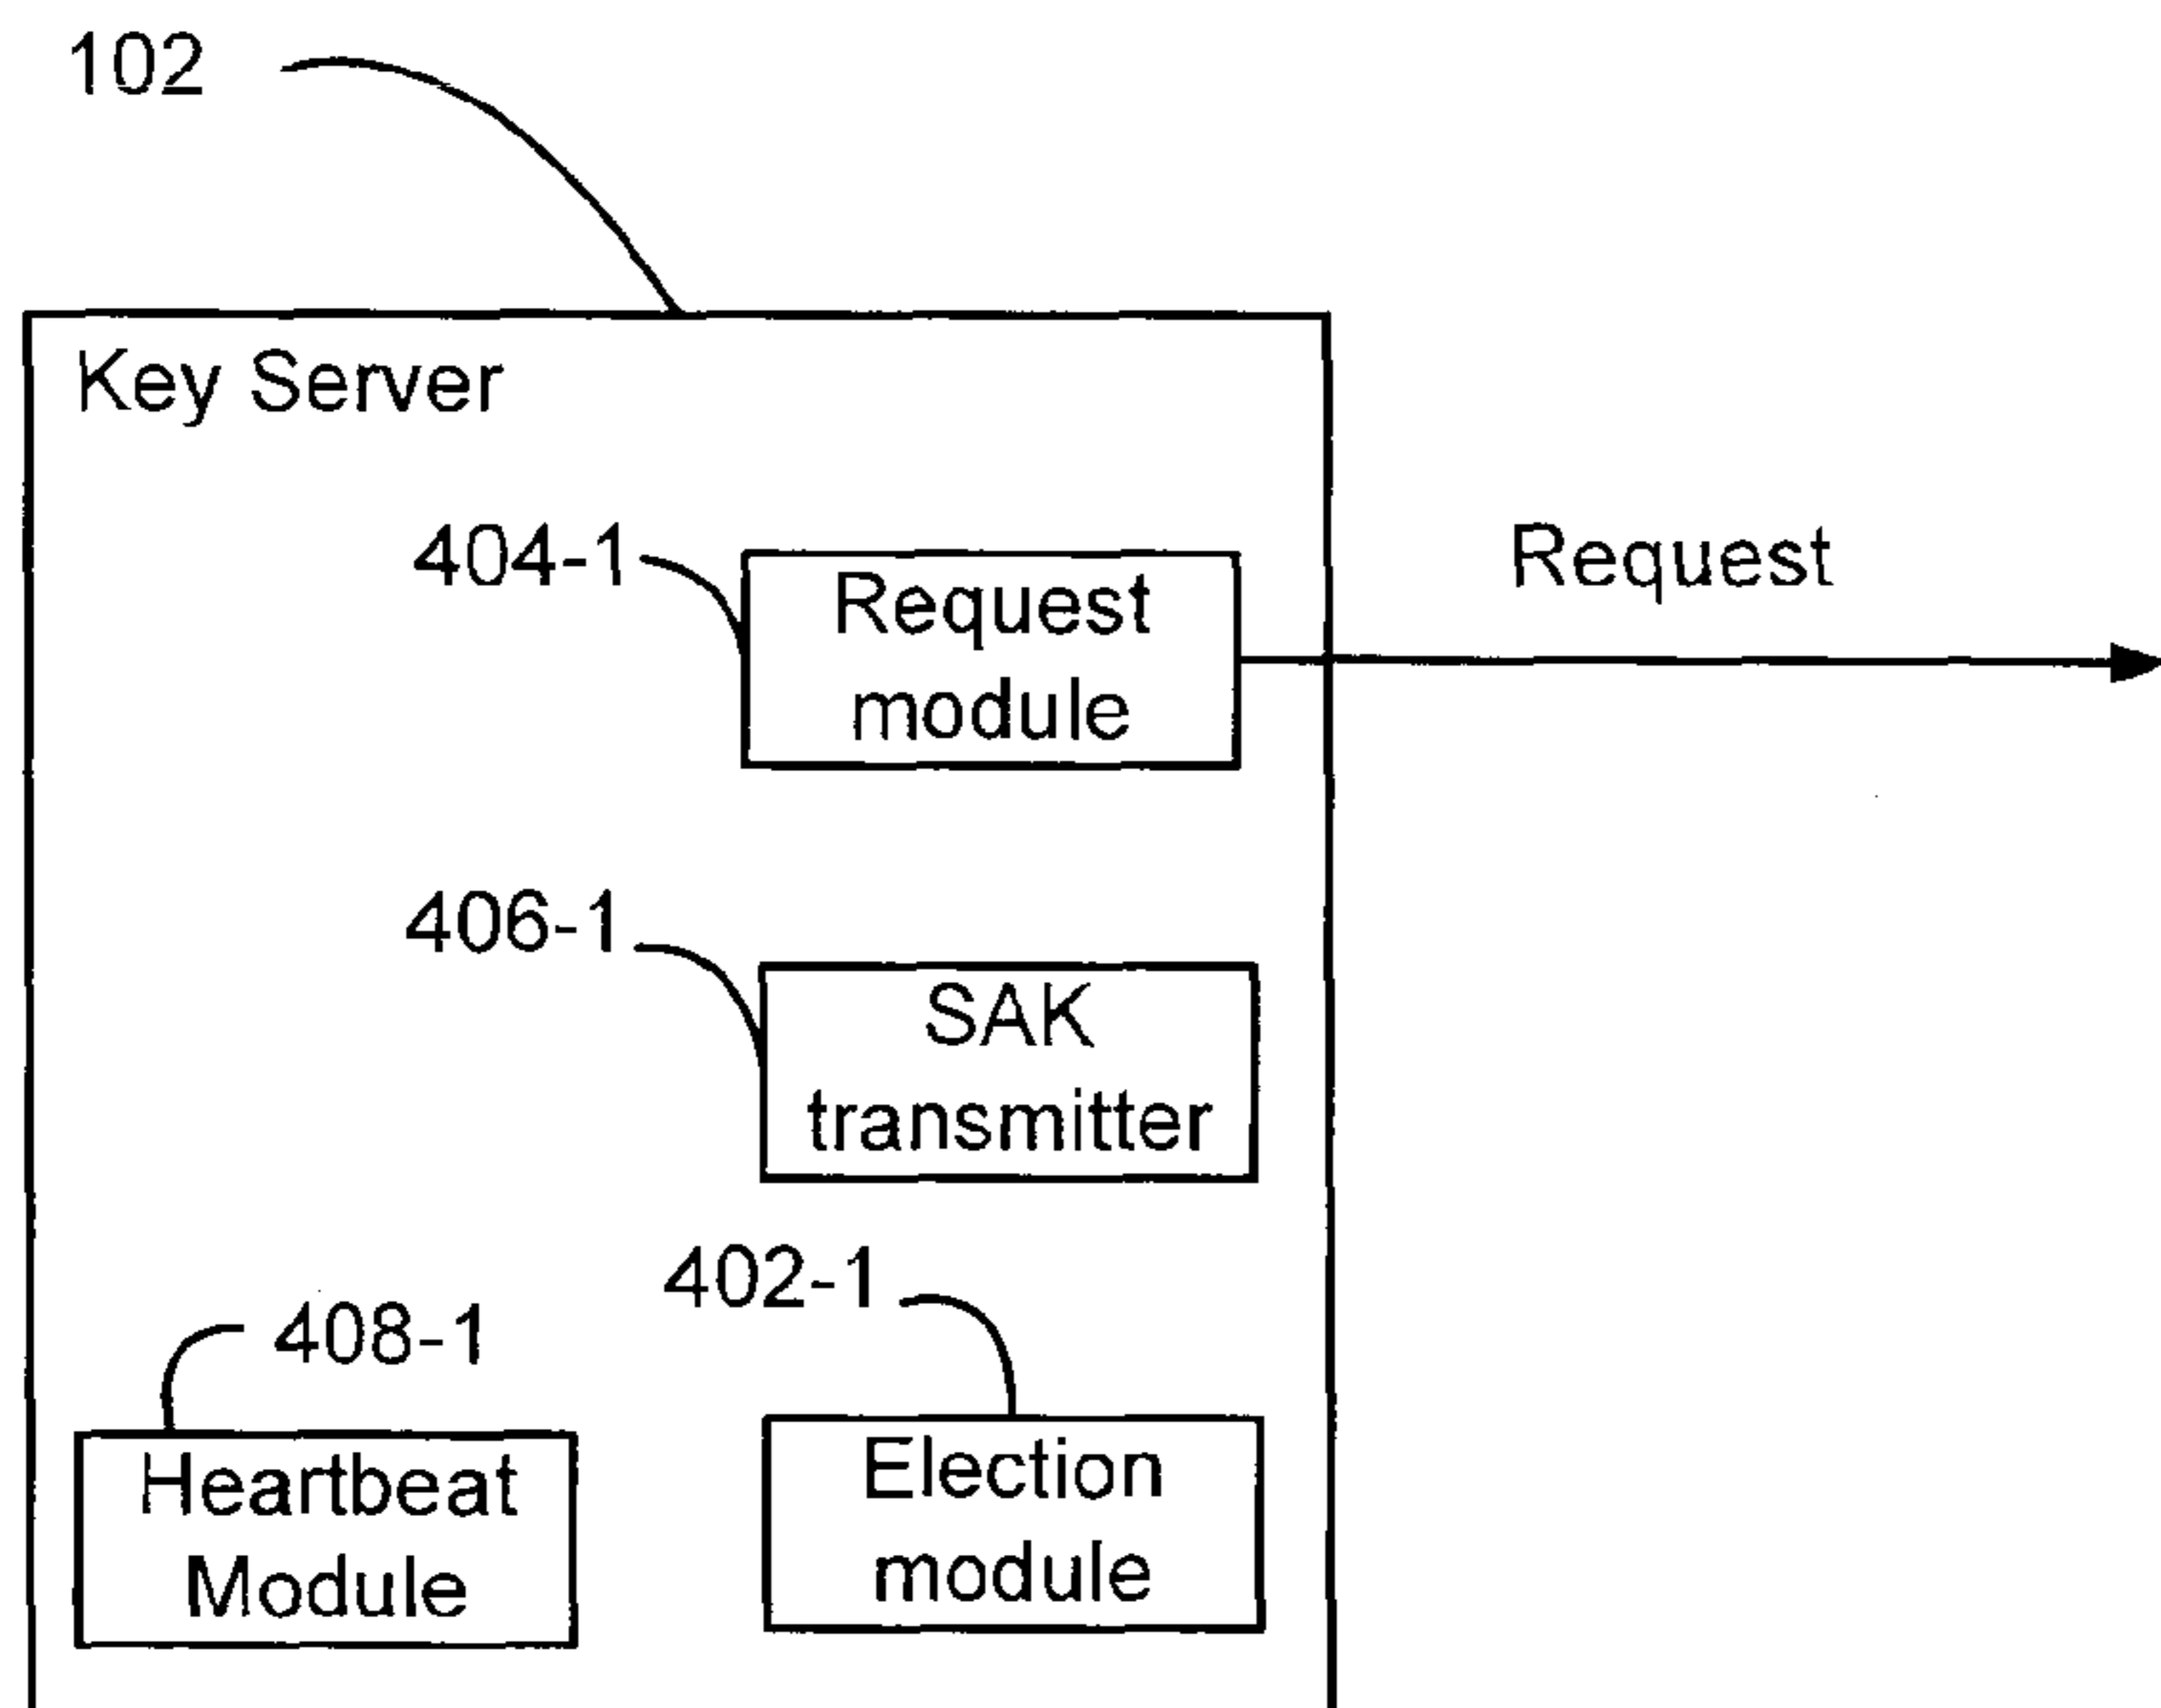 102
Key Server
404-1
Request
module
Request
406-1
SAK
transmitter
402-1
408-1
Heartbeat
Module
Election
module